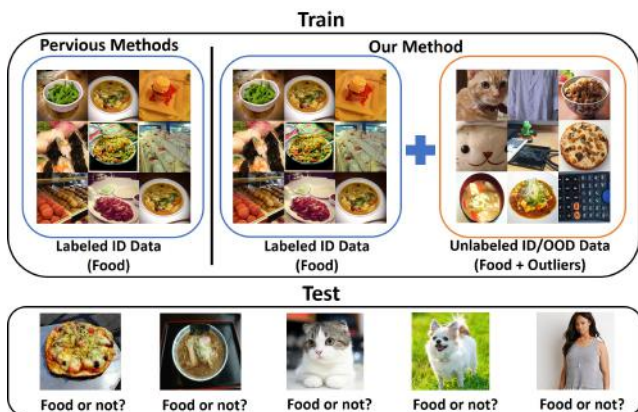 Train
Pervious Methods
Our Method
Labeled ID Data
(Food)
Labeled ID Data
(Food)
Unlabeled ID/OOD Data
(Food + Outliers)
Test
Food or not?
Food or not?
Food or not?
Food or not?
Food or not?